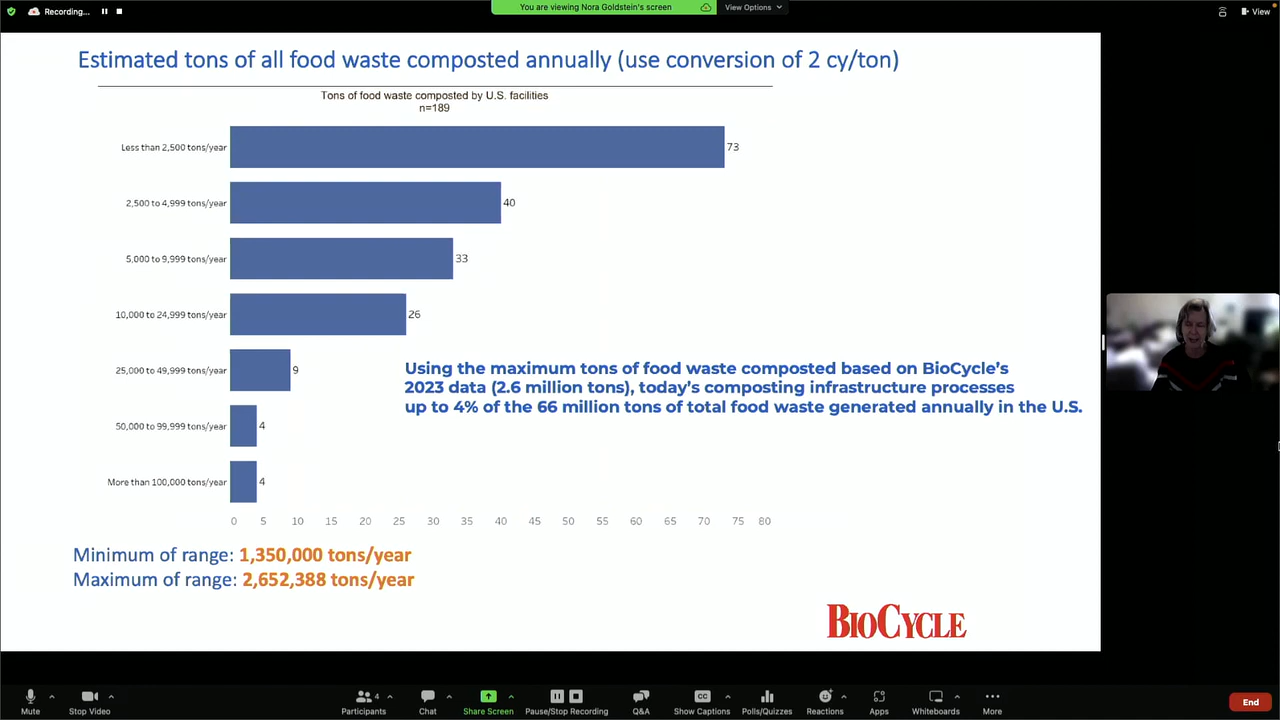 Recording...
You are viewing Nora Goldstein's screen
View Options
View
Estimated tons of all food waste composted annually (use conversion of 2 cy/ton)
Tons of food waste composted by U.S. facilities
n=189
Less than 2,500 tons/year
73
2,500 to 4,999 tons/year
40
5,000 to 9,999 tons/year
33
10,000 to 24,999 tons/year
26
25,000 to 49,999 tons/year
9
50,000 to 99,999 tons/year
4
More than 100,000 tons/year
4
0 5 10 15 20 25 30 35 40 45 50 55 60 65 70 75 80
Using the maximum tons of food waste composted based on BioCycle's
2023 data (2.6 million tons), today's composting infrastructure processes
up to 4% of the 66 million tons of total food waste generated annually in the U.S.
Minimum of range: 1,350,000 tons/year
Maximum of range: 2,652,388 tons/year
BIOCYCLE
Mute
Stop Video
Participants
4
Chat
Share Screen
Pause/Stop Recording
Q&A
CC
Show Captions
Polls/Quizzes
Reactions
Apps
Whiteboards
More
End